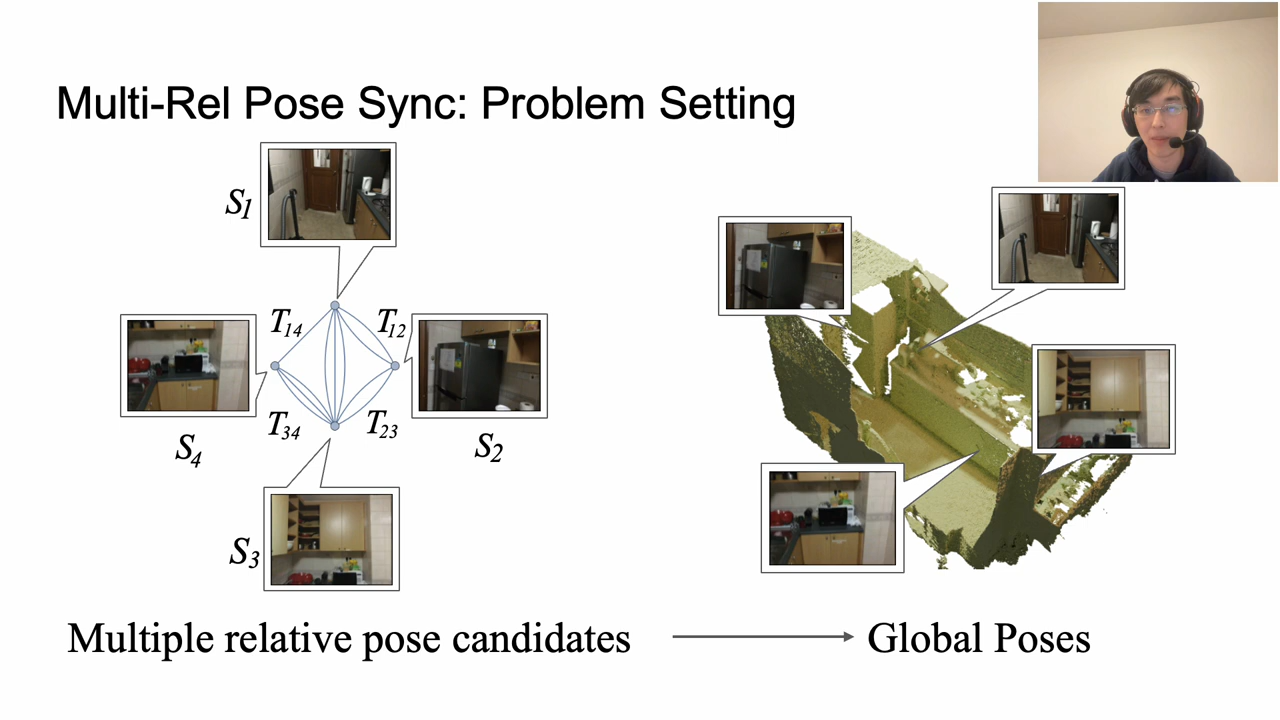 Multi-Rel Pose Sync: Problem Setting
S1
T14
T12
T34
T23
S4
S2
S3
Multiple relative pose candidates
Global Poses